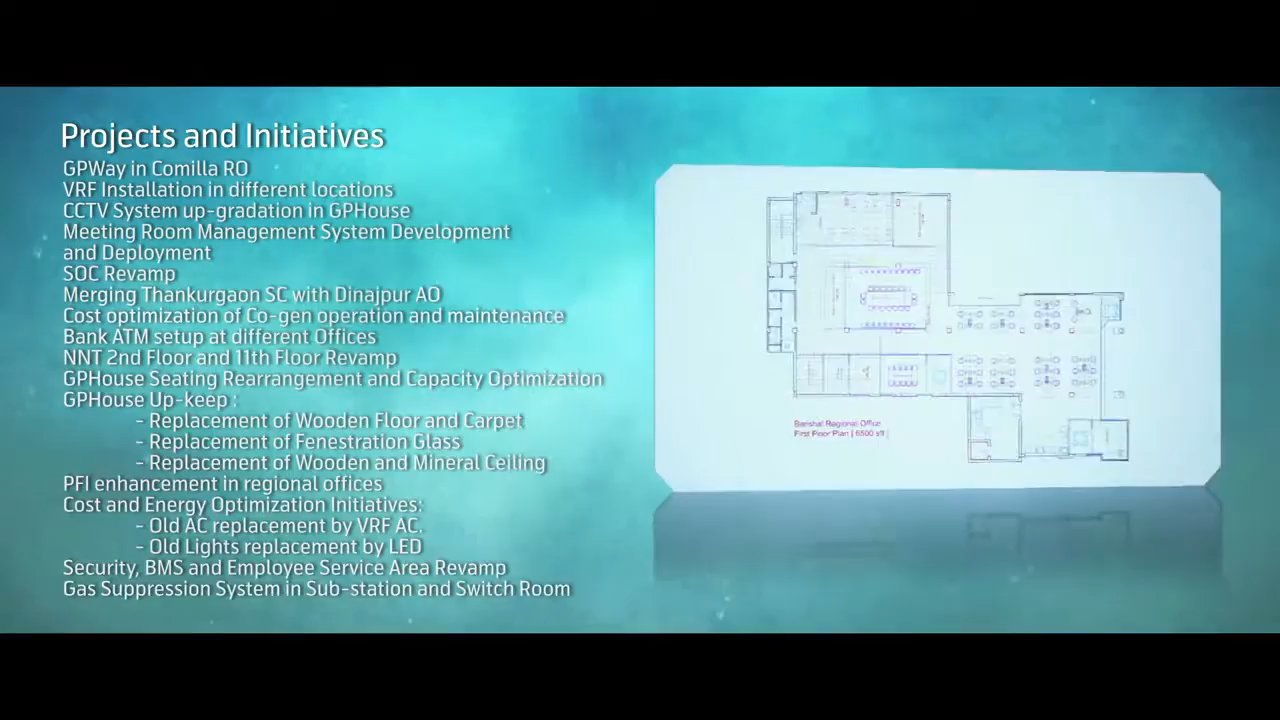 Projects and Initiatives
GPWay in Comilla RO
VRF Installation in different locations
CCTV System up-gradation in GPHouse
Meeting Room Management System Development
and Deployment
SOC Revamp
Merging Thankurgaon SC with Dinajpur AO
Cost optimization of Co-gen operation and maintenance
Bank ATM setup at different Offices
NNT 2nd Floor and 11th Floor Revamp
GPHouse Seating Rearrangement and Capacity Optimization
GPHouse Up-keep :
- Replacement of Wooden Floor and Carpet
- Replacement of Fenestration Glass
- Replacement of Wooden and Mineral Ceiling
PFI enhancement in regional offices
Cost and Energy Optimization Initiatives:
- Old AC replacement by VRF AC.
- Old Lights replacement by LED
Security, BMS and Employee Service Area Revamp
Gas Suppression System in Sub-station and Switch Room
Barishal Regional Office
First Floor Plan | 6500 sft |